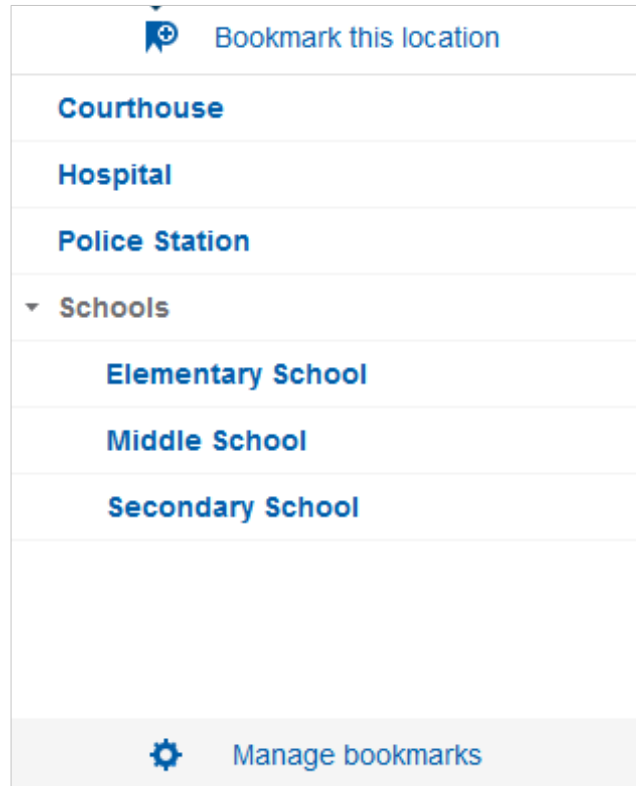 Bookmark this location
Courthouse
Hospital
Police Station
Schools
Elementary School
Middle School
Secondary School
Manage bookmarks